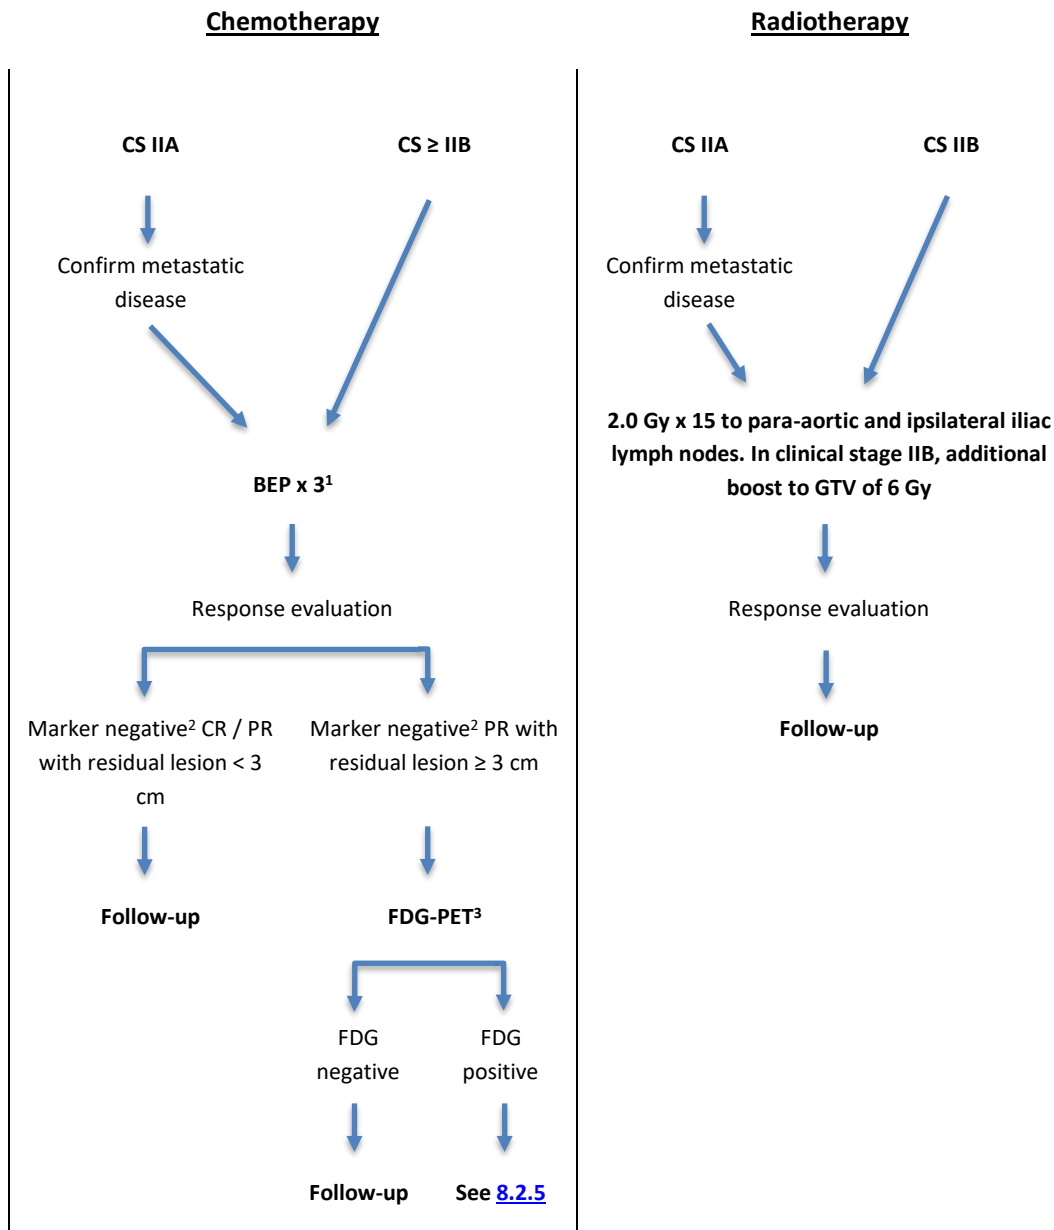 Chemotherapy
Radiotherapy
CS IIA
CS ≥ IIB
Confirm metastatic
disease
BEP x 3¹
Response evaluation
Marker negative² CR / PR
with residual lesion < 3
cm
Marker negative² PR with
residual lesion ≥ 3 cm
Follow-up
FDG-PET³
FDG
negative
FDG
positive
Follow-up
See 8.2.5
CS IIA
CS IIB
Confirm metastatic
disease
2.0 Gy x 15 to para-aortic and ipsilateral iliac
lymph nodes. In clinical stage IIB, additional
boost to GTV of 6 Gy
Response evaluation
Follow-up